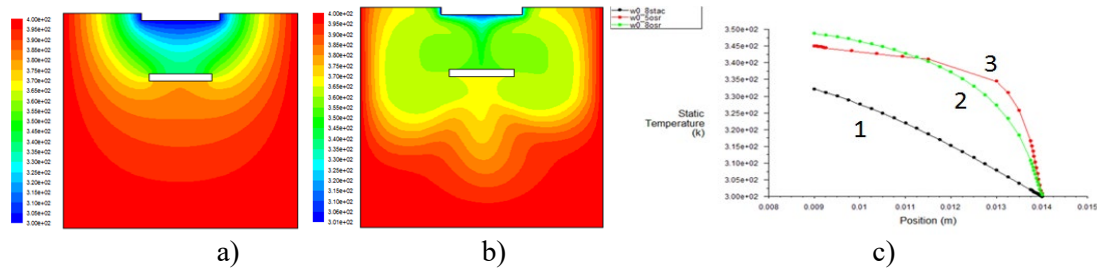 4.00e+02
3.95e+02
3.90e+02
3.85e+02
3.80e+02
3.75e+02
3.70e+02
3.65e+02
3.60e+02
3.55e+02
3.50e+02
3.45e+02
3.40e+02
3.35e+02
3.30e+02
3.25e+02
3.20e+02
3.15e+02
3.10e+02
3.05e+02
3.00e+02
a)
4.00e+02
3.95e+02
3.90e+02
3.85e+02
3.80e+02
3.75e+02
3.70e+02
3.65e+02
3.60e+02
3.55e+02
3.50e+02
3.45e+02
3.40e+02
3.35e+02
3.30e+02
3.25e+02
3.20e+02
3.15e+02
3.10e+02
3.01e+02
b)
w0_8stac
w0_5osr
w0_8osr
3.50e+02
3.45e+02
3.40e+02
3.35e+02
3.30e+02
3.25e+02
3.20e+02
3.15e+02
3.10e+02
3.05e+02
3.00e+02
Static
Temperature
(k)
3
2
1
0.008 0.009 0.01 0.011 0.012 0.013 0.014 0.015
Position (m)
c)